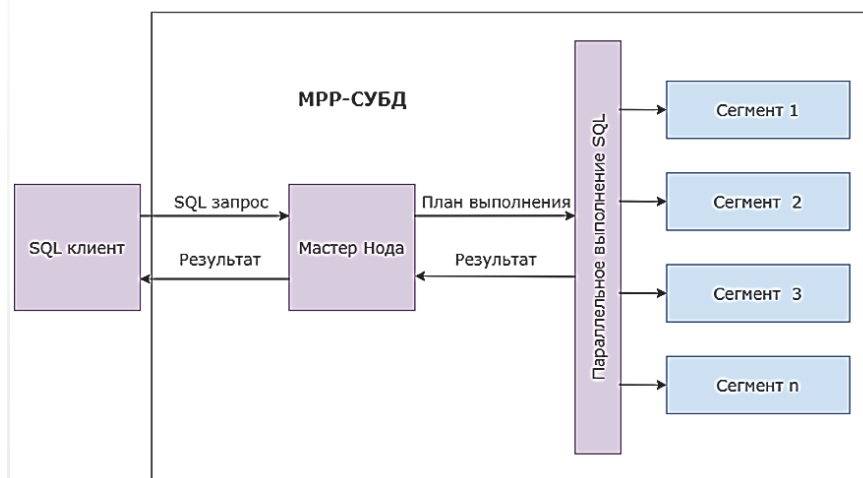 МРР-СУБД
SQL клиент
SQL запрос
Результат
Мастер Нода
План выполнения
Результат
Параллельное выполнение SQL
Сегмент 1
Сегмент 2
Сегмент 3
Сегмент n